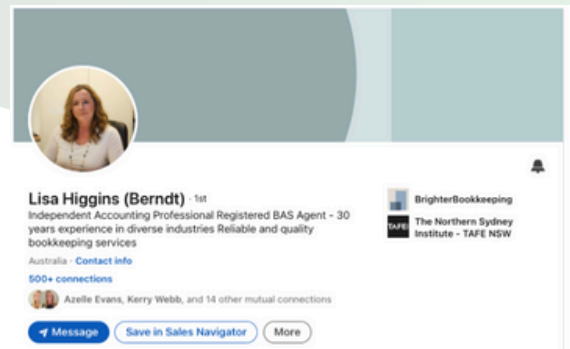 Lisa Higgins (Berndt) · 1st
Independent Accounting Professional Registered BAS Agent - 30
years experience in diverse industries Reliable and quality
bookkeeping services
Australia · Contact info
500+ connections
Azelle Evans, Kerry Webb, and 14 other mutual connections
Message
Save in Sales Navigator
More
BrighterBookkeeping
TAFE
The Northern Sydney
Institute - TAFE NSW